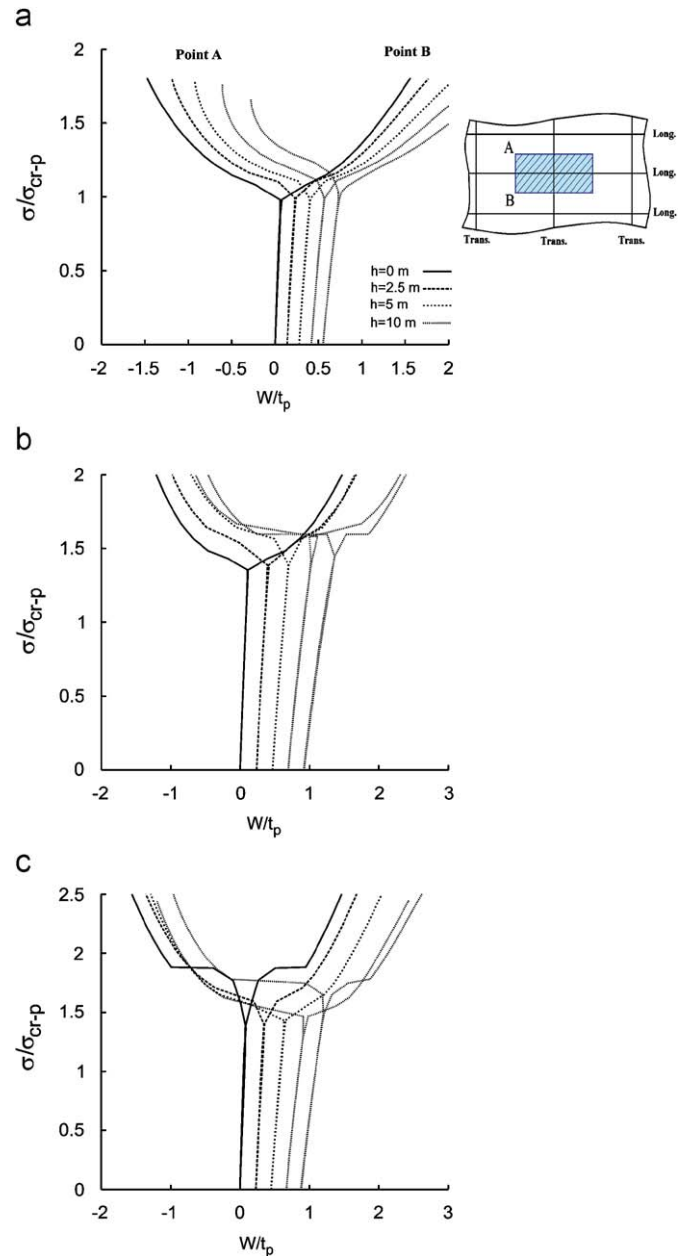 a
Point A Point B
2
1.5
1
0.5
0
σ/σcr-p
-2 -1.5 -1 -0.5 0 0.5 1 1.5 2
W/tp
h=0 m
h=2.5 m
h=5 m
h=10 m
A
B
Long.
Long.
Long.
Trans. Trans. Trans.
b
2
1.5
1
0.5
0
σ/σcr-p
-2 -1 0 1 2 3
W/tp
c
2.5
2
1.5
1
0.5
0
σ/σcr-p
-2 -1 0 1 2 3
W/tp